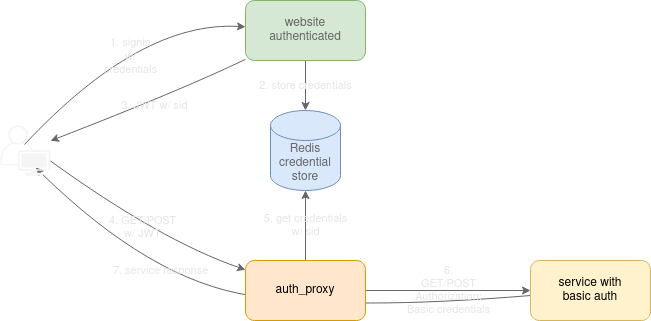 website
authenticated
1. signin
w/
credentials
2. store credentials
3. JWT w/ sid
Redis
credential
store
4. GET/POST
w/ JWT
5. get credentials
w/ sid
7. service response
auth_proxy
6.
GET/POST
Authorization:
Basic credentials
service with
basic auth